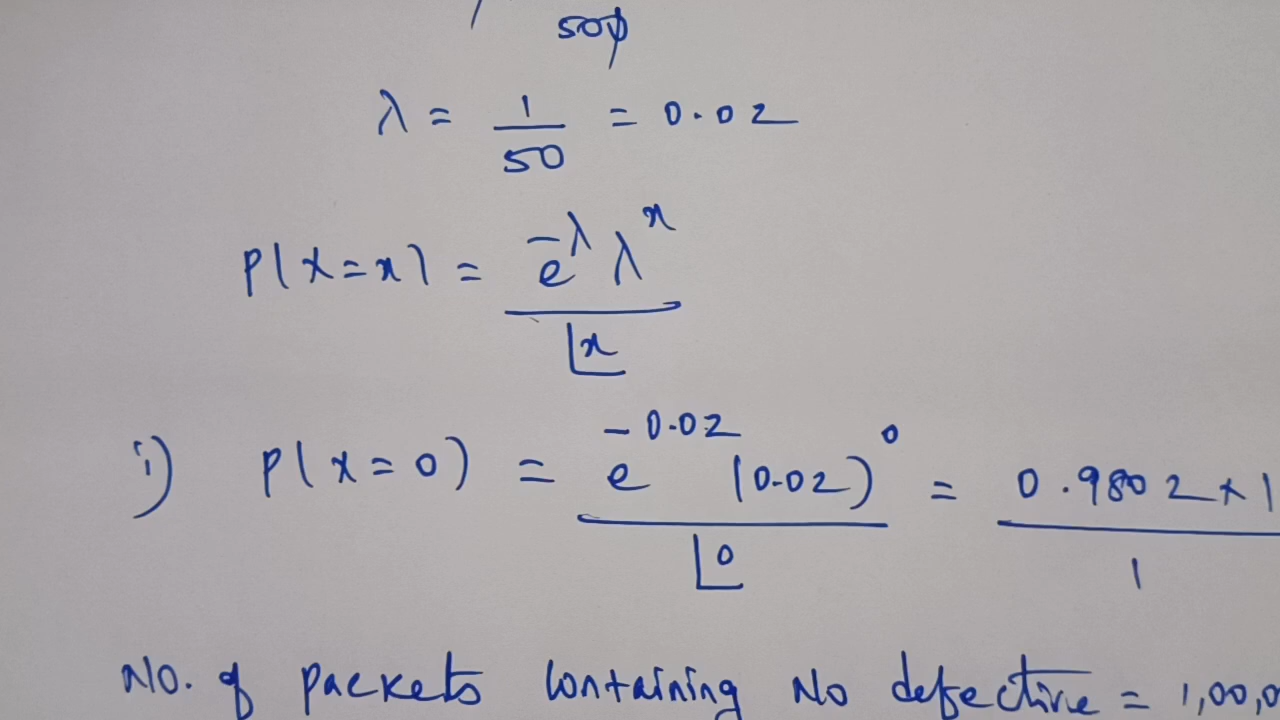 500
λ = 1/50 = 0.02
P(X=x) = e^-λ λ^x / ⌊x
i) P(X=0) = e^-0.02 (0.02)^0 / ⌊0 = 0.9802 × 1 / 1
No. of packets containing No defective = 1,00,0